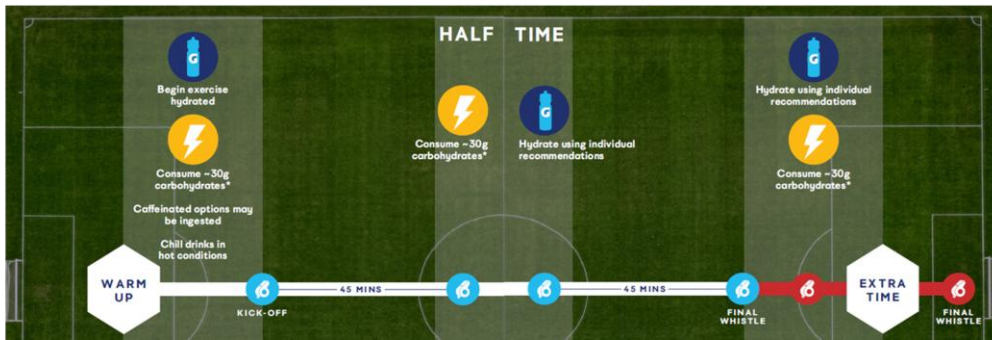 HALF TIME
Begin exercise
hydrated
Consume ~30g
carbohydrates*
Caffeinated options may
be ingested
Chill drinks in
hot conditions
WARM
UP
KICK-OFF
45 MINS
Consume ~30g
carbohydrates*
Hydrate using individual
recommendations
45 MINS
Hydrate using individual
recommendations
Consume ~30g
carbohydrates*
FINAL
WHISTLE
EXTRA
TIME
FINAL
WHISTLE